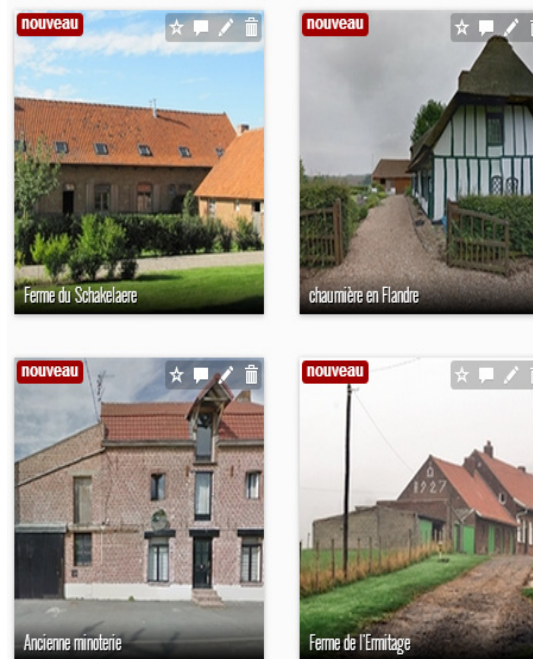 nouveau
nouveau
Ferme du Schakelaere
chaumière en Flandre
nouveau
nouveau
1927
Ancienne minoterie
Ferme de l'Ermitage